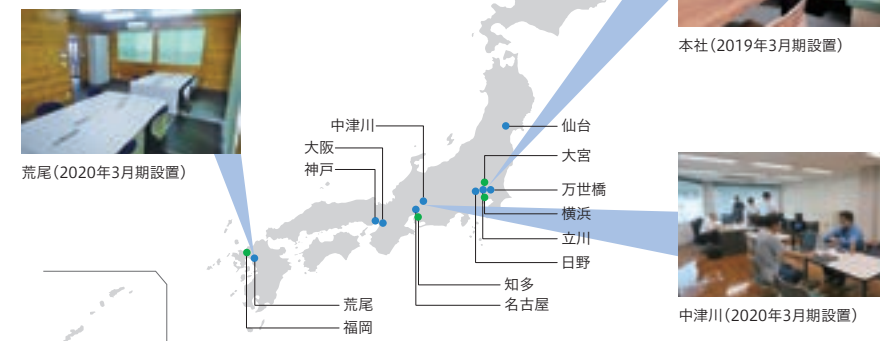 本社（2019年3月期設置）
荒尾（2020年3月期設置）
中津川
大阪
神戸
仙台
大宮
万世橋
横浜
立川
日野
知多
名古屋
荒尾
福岡
中津川（2020年3月期設置）